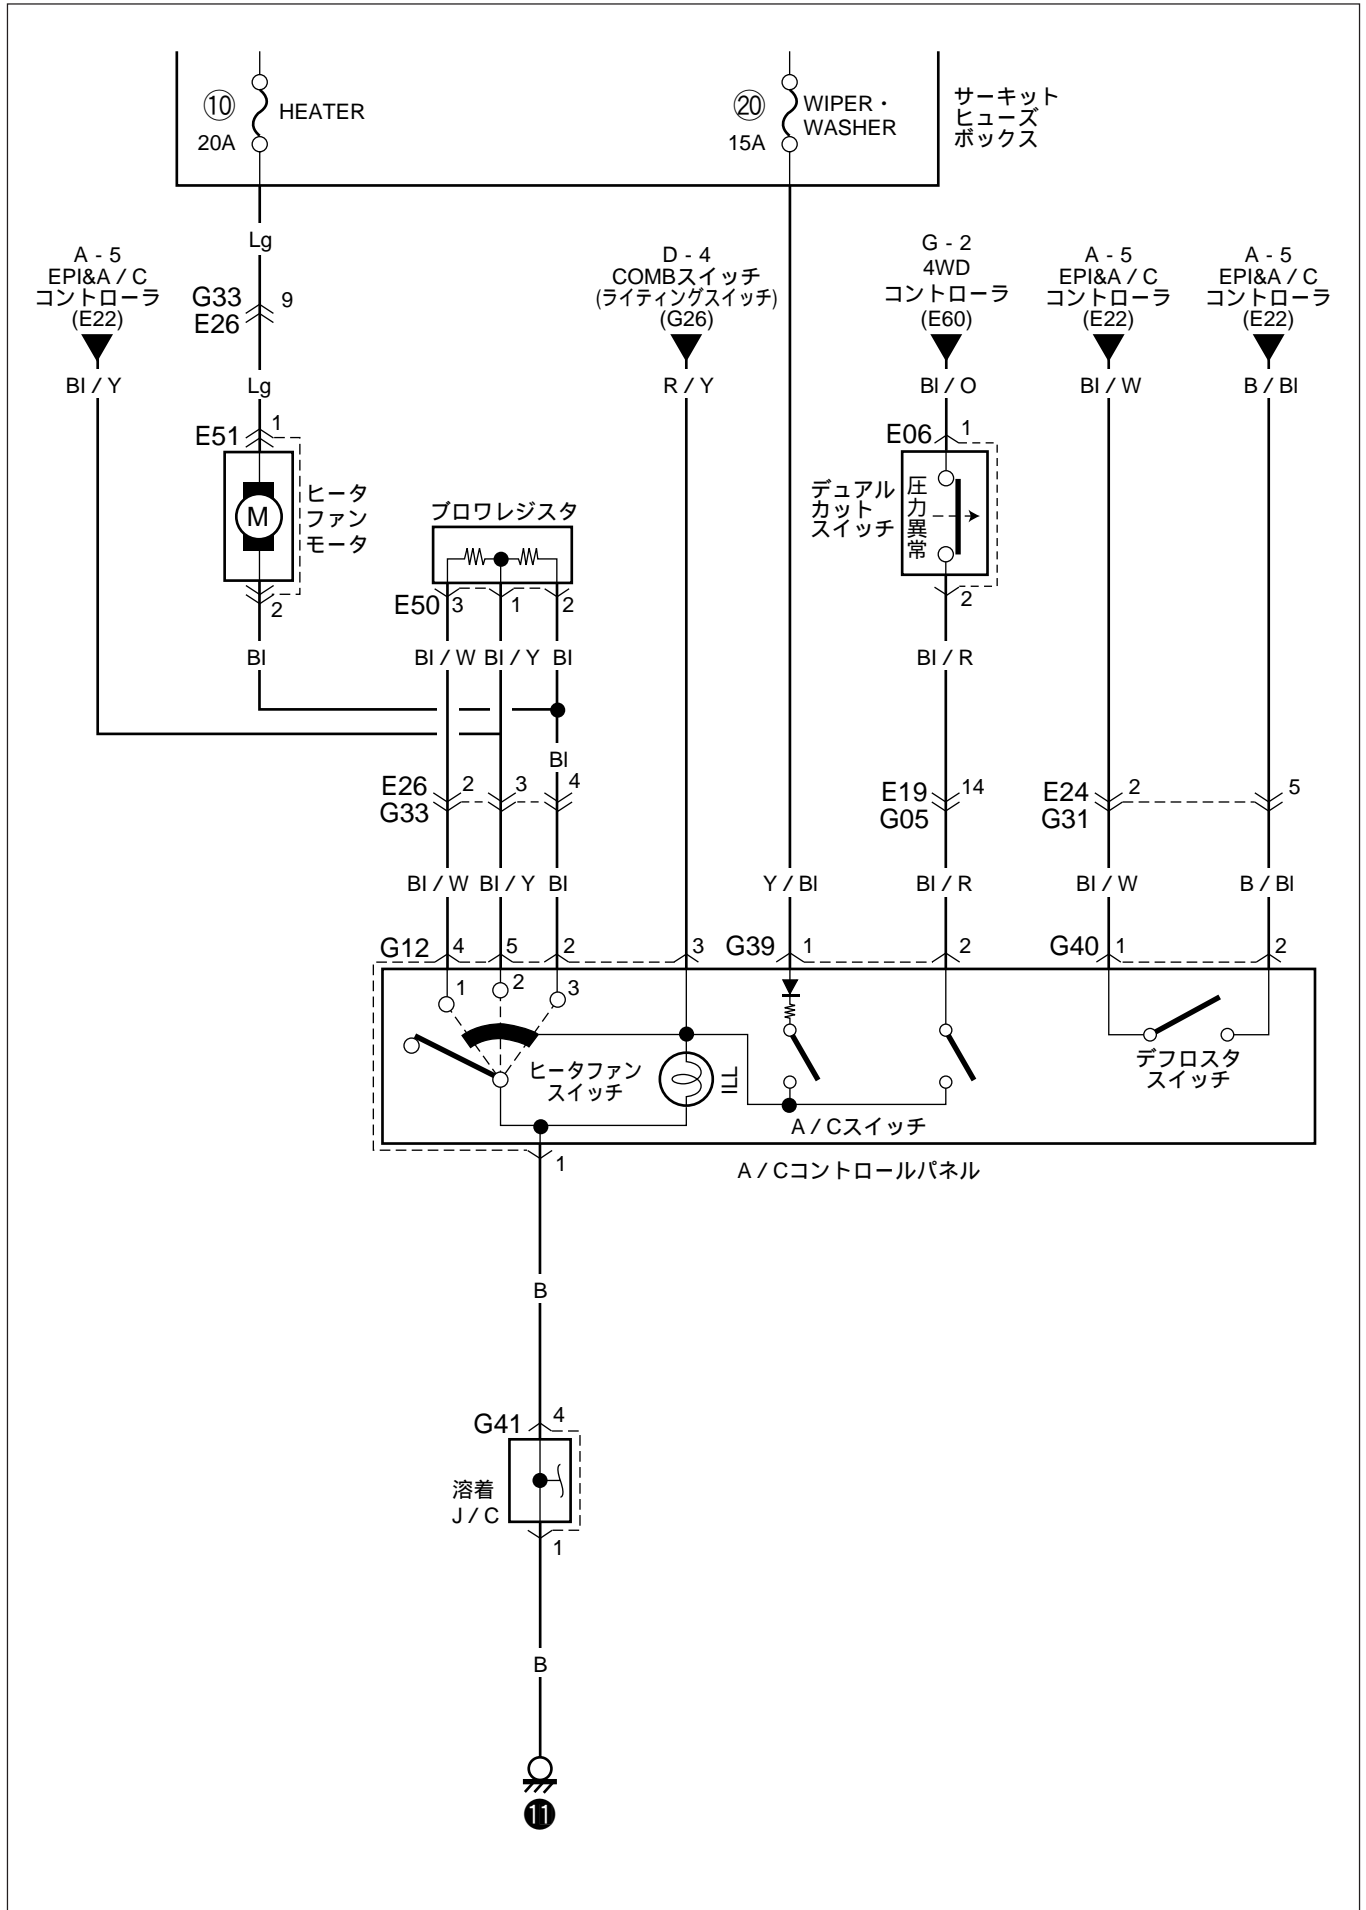 ⑩
HEATER
20A
⑳
WIPER・
WASHER
15A
サーキット
ヒューズ
ボックス
Lg
A - 5
EPI&A / C
コントローラ
(E22)
G33
E26
9
D - 4
COMBスイッチ
(ライティングスイッチ)
(G26)
G - 2
4WD
コントローラ
(E60)
A - 5
EPI&A / C
コントローラ
(E22)
A - 5
EPI&A / C
コントローラ
(E22)
Bl / Y
Lg
R / Y
Bl / O
Bl / W
B / Bl
E51
1
M
ヒータ
ファン
モータ
2
ブロワレジスタ
E50
3
1
2
E06
1
デュアル
カット
スイッチ
圧力異常
2
Bl
Bl / W
Bl / Y
Bl
Bl / R
Bl
E26
G33
2
3
4
E19
G05
14
E24
G31
2
5
Bl / W
Bl / Y
Bl
Y / Bl
Bl / R
Bl / W
B / Bl
G12
4
5
2
3
G39
1
2
G40
1
2
1
2
3
ヒータファン
スイッチ
ILL
A / Cスイッチ
デフロスタ
スイッチ
1
A / Cコントロールパネル
B
G41
4
溶着
J / C
1
B
⓫